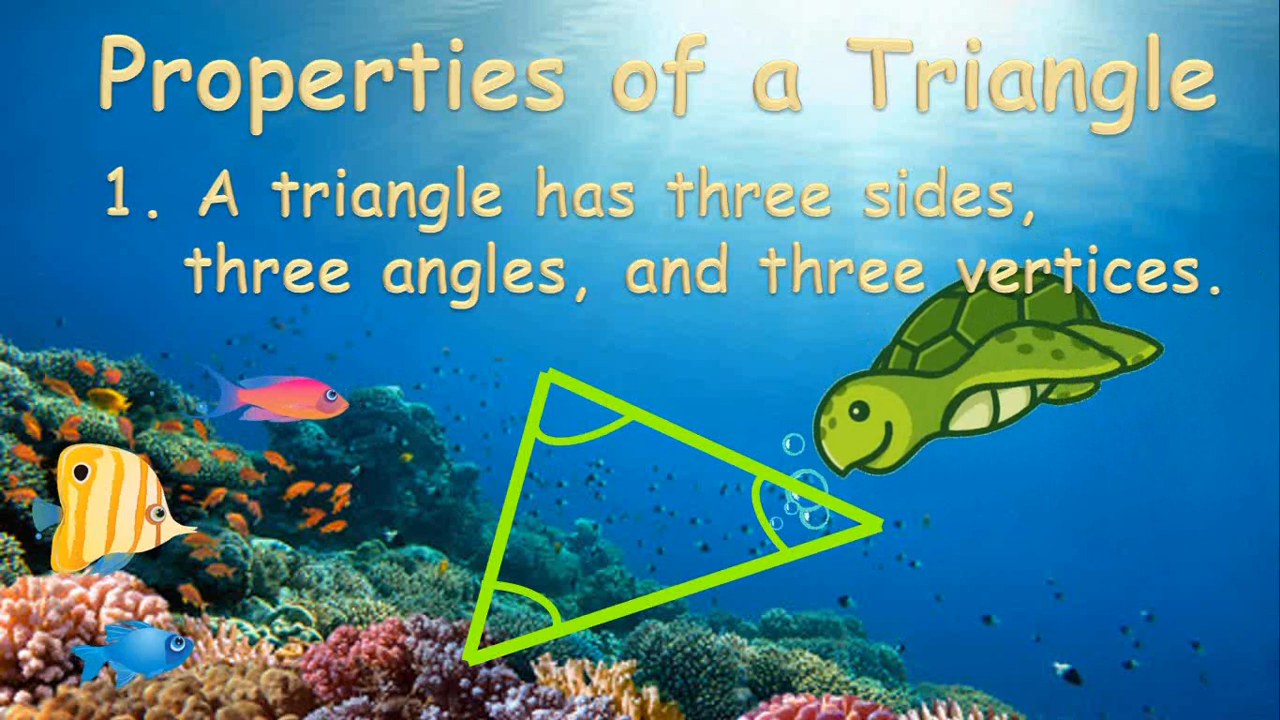 Properties of a Triangle
1. A triangle has three sides,
three angles, and three vertices.